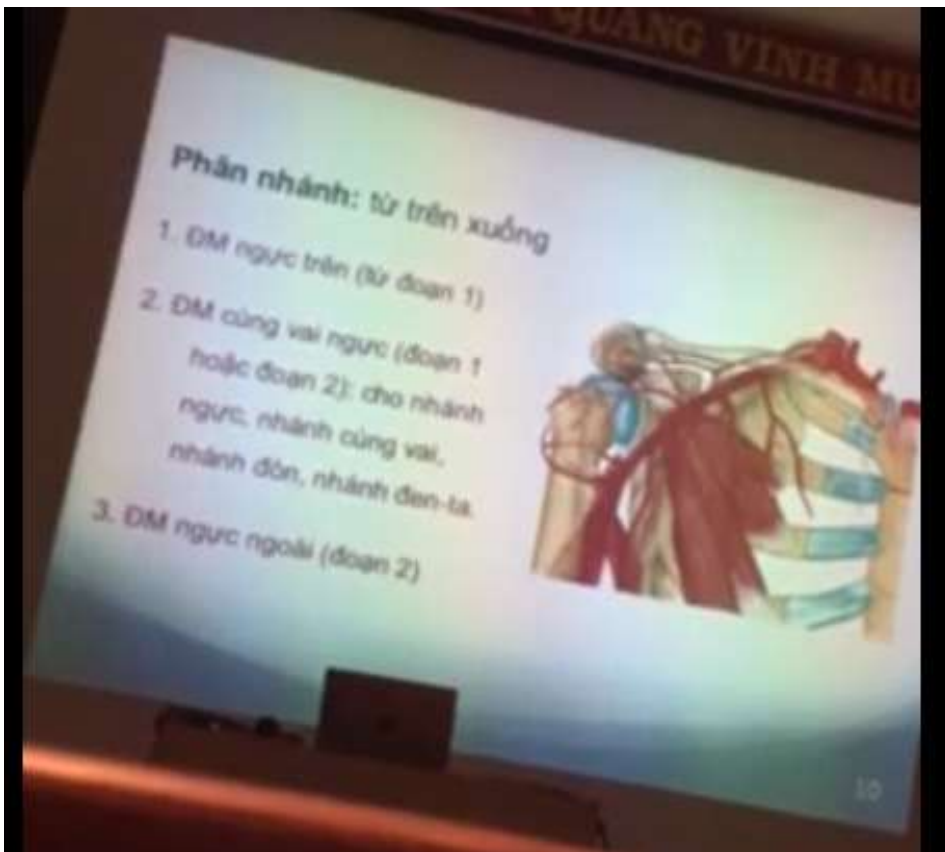 QUANG VINH MU
Phân nhánh: từ trên xuống
1. ĐM ngực trên (từ đoạn 1)
2. ĐM cùng vai ngực (đoạn 1
hoặc đoạn 2): cho nhánh
ngực, nhánh cùng vai,
nhánh đòn, nhánh đen-ta.
3. ĐM ngực ngoài (đoạn 2)
10